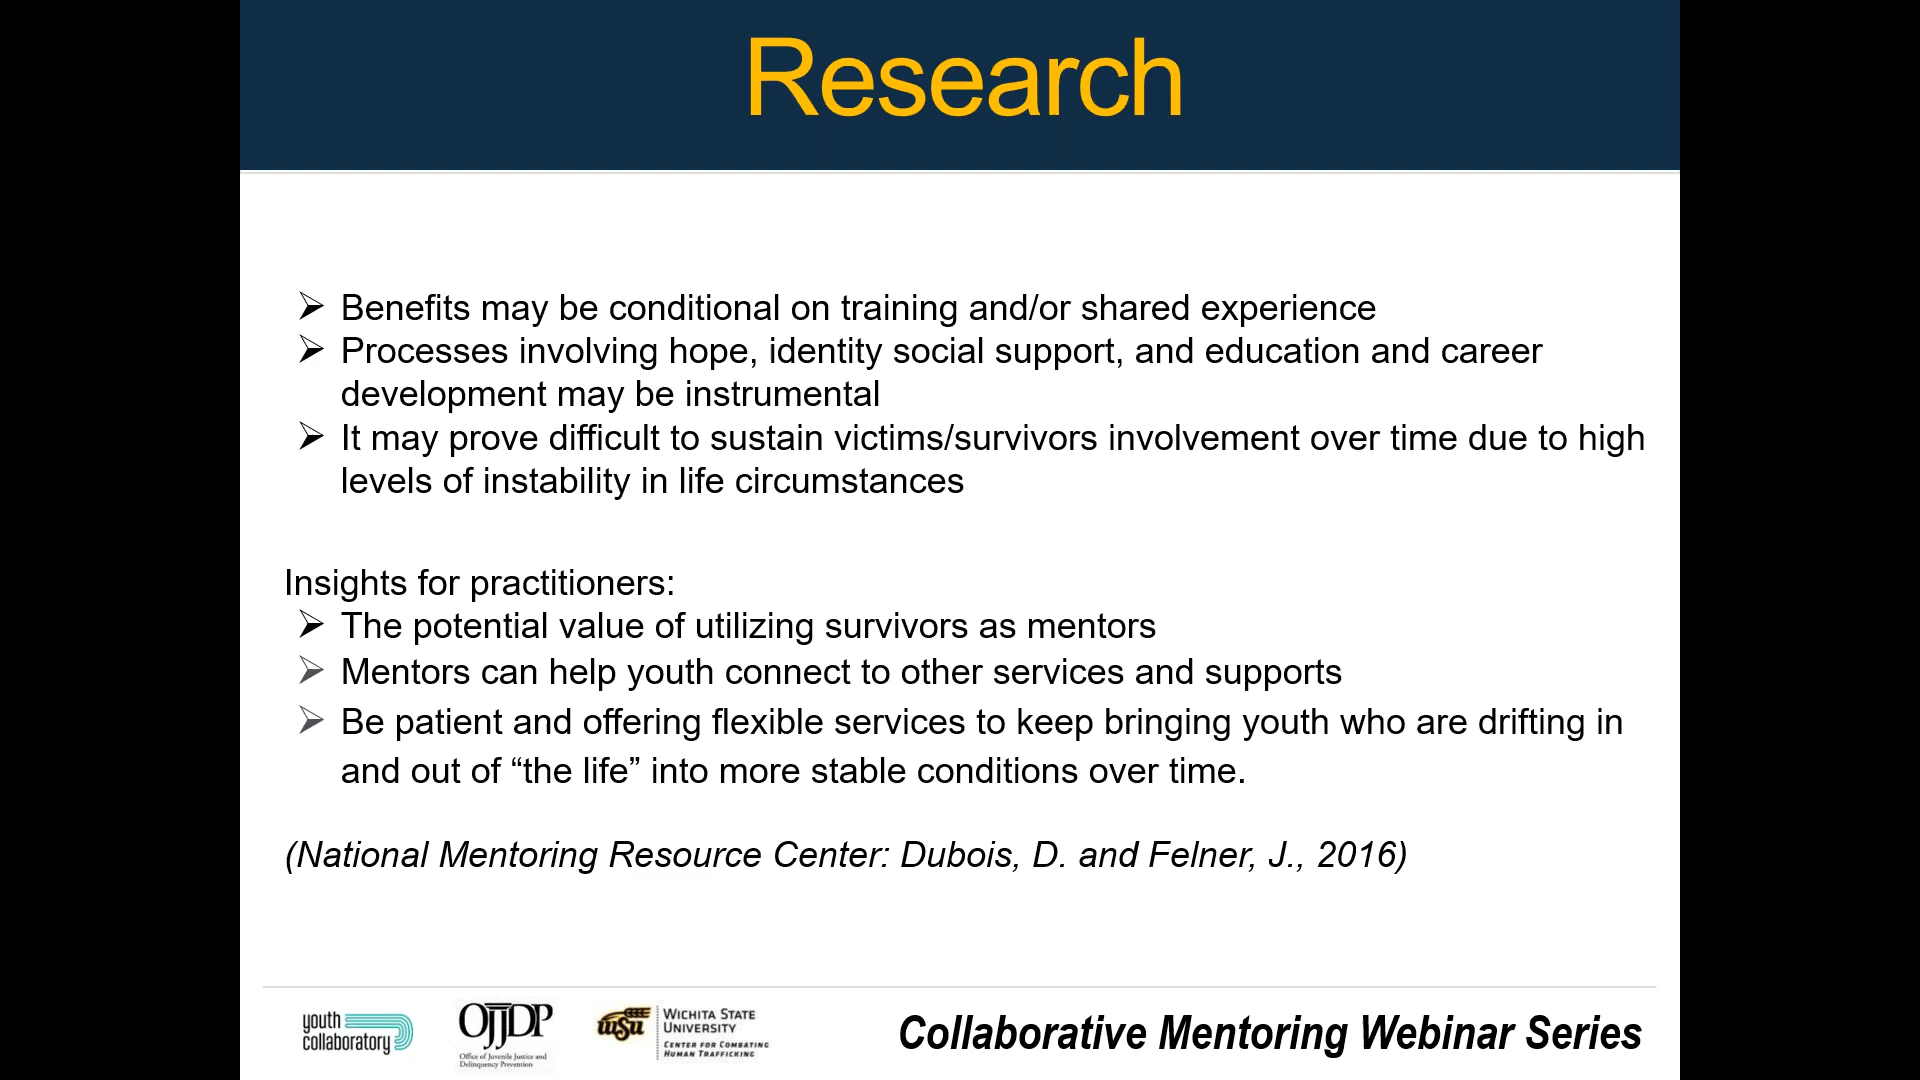 Research
➢ Benefits may be conditional on training and/or shared experience
➢ Processes involving hope, identity social support, and education and career
development may be instrumental
➢ It may prove difficult to sustain victims/survivors involvement over time due to high
levels of instability in life circumstances
Insights for practitioners:
➢ The potential value of utilizing survivors as mentors
➢ Mentors can help youth connect to other services and supports
➢ Be patient and offering flexible services to keep bringing youth who are drifting in
and out of “the life” into more stable conditions over time.
(National Mentoring Resource Center: Dubois, D. and Felner, J., 2016)
youth
collaboratory
OJJDP
Office of Juvenile Justice and
Delinquency Prevention
WSU
WICHITA STATE
UNIVERSITY
CENTER FOR COMBATING
HUMAN TRAFFICKING
Collaborative Mentoring Webinar Series